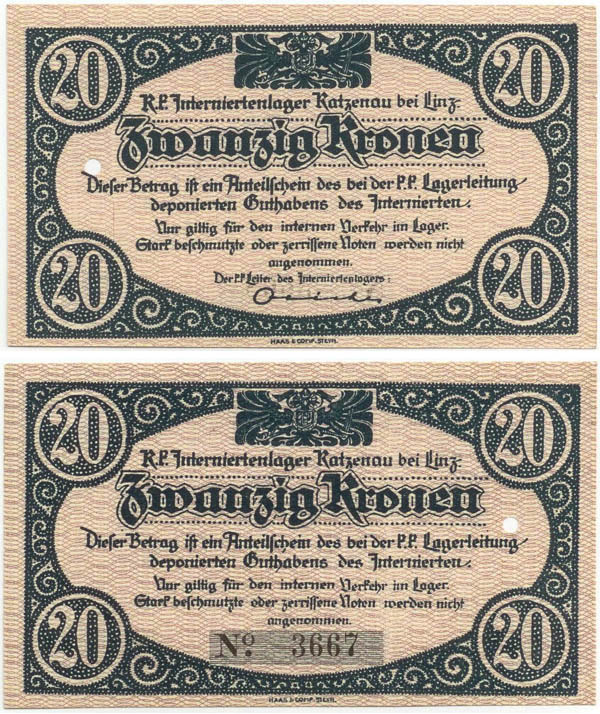 20 20
K.k. Interniertenlager Katzenau bei Linz.
Zwanzig Kronen
Dieser Betrag ist ein Anteilschein des bei der k.k. Lagerleitung
deponierten Guthabens des Internierten.
Nur giltig für den internen Verkehr im Lager.
Stark beschmutzte oder zerrissene Noten werden nicht
angenommen.
Der k.k. Leiter des Interniertenlagers:
20 20
HAAS & COMP. STEYR.
20 20
K.k. Interniertenlager Katzenau bei Linz.
Zwanzig Kronen
Dieser Betrag ist ein Anteilschein des bei der k.k. Lagerleitung
deponierten Guthabens des Internierten.
Nur giltig für den internen Verkehr im Lager.
Stark beschmutzte oder zerrissene Noten werden nicht
angenommen.
20 20
No. 3667
HAAS & COMP. STEYR.